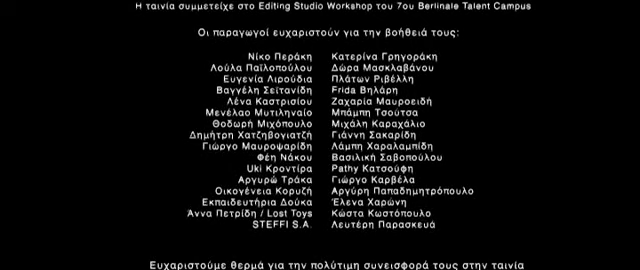 Η ταινία συμμετείχε στο Editing Studio Workshop του 7ου Berlinale Talent Campus
Οι παραγωγοί ευχαριστούν για την βοήθειά τους:
Νίκο Περάκη Κατερίνα Γρηγοράκη
Λούλα Παϊλοπούλου Δώρα Μασκλαβάνου
Ευγενία Λιρούδια Πλάτων Ριβέλλη
Βαγγέλη Σεϊτανίδη Frida Βηλάρη
Λένα Καστρισίου Ζαχαρία Μαυροειδή
Μενέλαο Μυτιληναίο Μπάμπη Τσούτσα
Θοδωρή Μιχόπουλο Μιχάλη Καραχάλιο
Δημήτρη Χατζηβογιατζή Γιάννη Σακαρίδη
Γιώργο Μαυροψαρίδη Λάμπη Χαραλαμπίδη
Φέη Νάκου Βασιλική Σαβοπούλου
Uki Κροντίρα Pathy Κατσούφη
Αργυρώ Τράκα Γιώργο Καρβέλα
Οικογένεια Κορυζή Αργύρη Παπαδημητρόπουλο
Εκπαιδευτήρια Δούκα Έλενα Χαρώνη
Άννα Πετρίδη / Lost Toys Κώστα Κωστόπουλο
STEFFI S.A. Λευτέρη Παρασκευά
Ευχαριστούμε θερμά για την πολύτιμη συνεισφορά τους στην ταινία